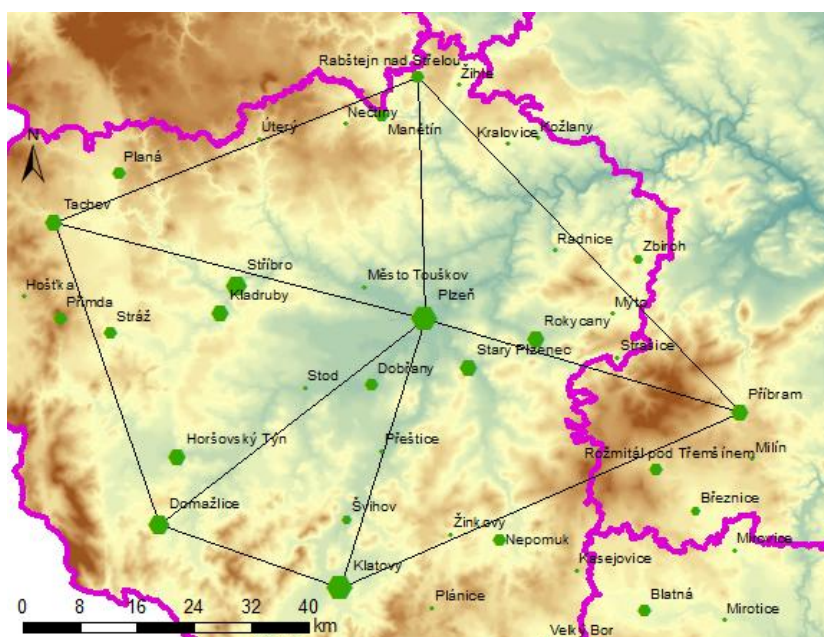 Rabštejn nad Střelou
Žihle
Nečtiny
Manětín
Úterý
Kralovice
Kožlany
Planá
Tachov
Radnice
Zbiroh
Stříbro
Město Touškov
Hošťka
Kladruby
Plzeň
Přimda
Stráž
Mýto
Rokycany
Strašice
Stary Plzenec
Dobřany
Stod
Příbram
Horšovský Týn
Přeštice
Rožmitál pod Třemšínem
Milín
Domažlice
Švihov
Březnice
Žinkovy
Nepomuk
Mirovice
Klatovy
Kasejovice
Plánice
Blatná
Mirotice
Velký Bor
N
0 8 16 24 32 40
km